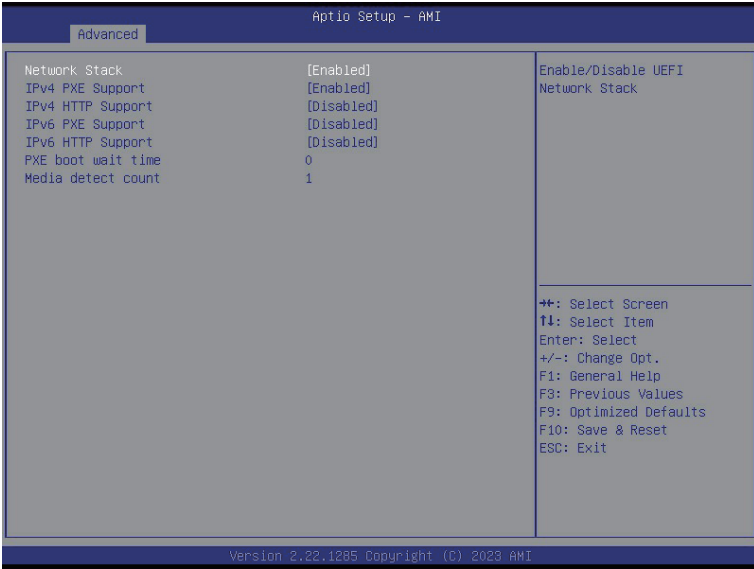 Aptio Setup – AMI
Advanced
Network Stack [Enabled]
IPv4 PXE Support [Enabled]
IPv4 HTTP Support [Disabled]
IPv6 PXE Support [Disabled]
IPv6 HTTP Support [Disabled]
PXE boot wait time 0
Media detect count 1
Enable/Disable UEFI
Network Stack
→←: Select Screen
↑↓: Select Item
Enter: Select
+/-: Change Opt.
F1: General Help
F3: Previous Values
F9: Optimized Defaults
F10: Save & Reset
ESC: Exit
Version 2.22.1285 Copyright (C) 2023 AMI